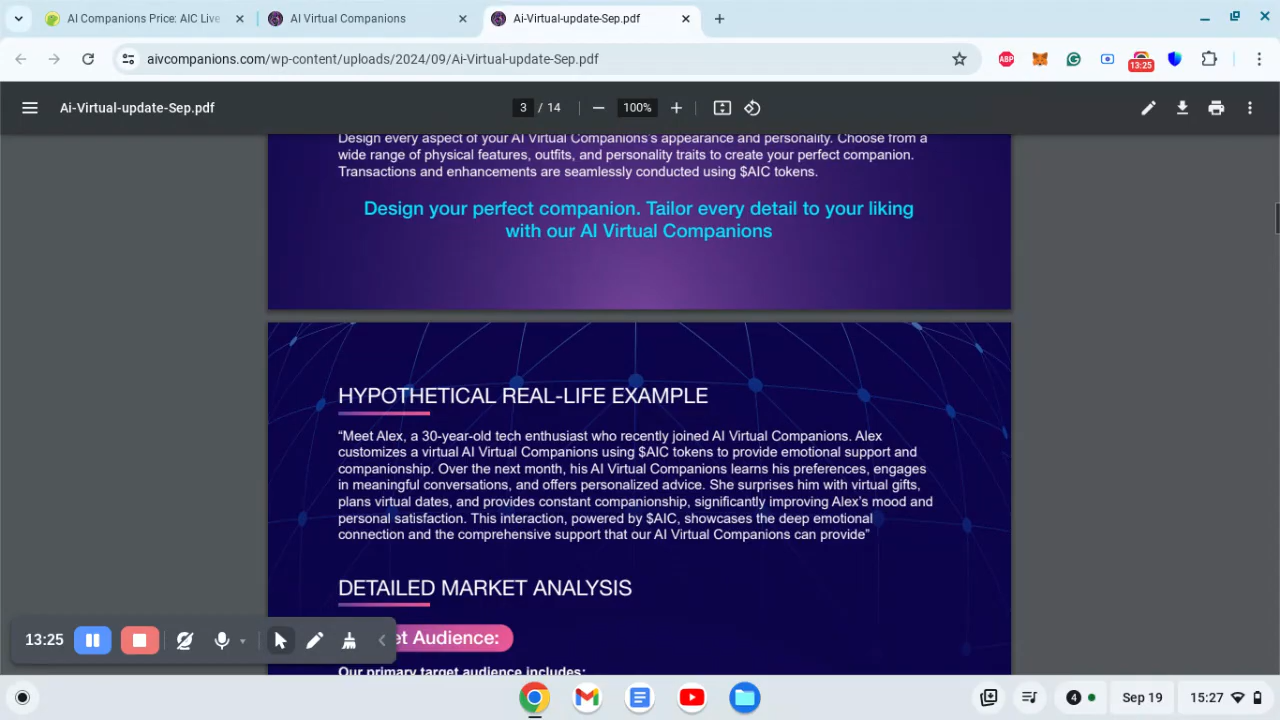 AI Companions Price: AIC Live
AI Virtual Companions
Ai-Virtual-update-Sep.pdf
aivcompanions.com/wp-content/uploads/2024/09/Ai-Virtual-update-Sep.pdf
ABP
13:25
Ai-Virtual-update-Sep.pdf
3 / 14
100%
Design every aspect of your AI Virtual Companions's appearance and personality. Choose from a
wide range of physical features, outfits, and personality traits to create your perfect companion.
Transactions and enhancements are seamlessly conducted using $AIC tokens.
Design your perfect companion. Tailor every detail to your liking
with our AI Virtual Companions
HYPOTHETICAL REAL-LIFE EXAMPLE
“Meet Alex, a 30-year-old tech enthusiast who recently joined AI Virtual Companions. Alex
customizes a virtual AI Virtual Companions using $AIC tokens to provide emotional support and
companionship. Over the next month, his AI Virtual Companions learns his preferences, engages
in meaningful conversations, and offers personalized advice. She surprises him with virtual gifts,
plans virtual dates, and provides constant companionship, significantly improving Alex’s mood and
personal satisfaction. This interaction, powered by $AIC, showcases the deep emotional
connection and the comprehensive support that our AI Virtual Companions can provide”
DETAILED MARKET ANALYSIS
et Audience:
Our primary target audience includes:
13:25
4
Sep 19
15:27